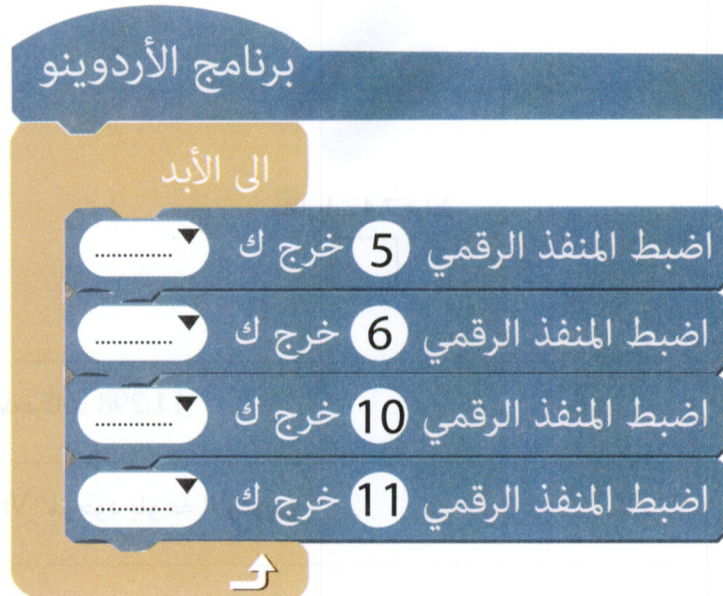 برنامج الأردوينو
الى الأبد
اضبط المنفذ الرقمي 5 خرج ك ..............
اضبط المنفذ الرقمي 6 خرج ك ..............
اضبط المنفذ الرقمي 10 خرج ك ..............
اضبط المنفذ الرقمي 11 خرج ك ..............